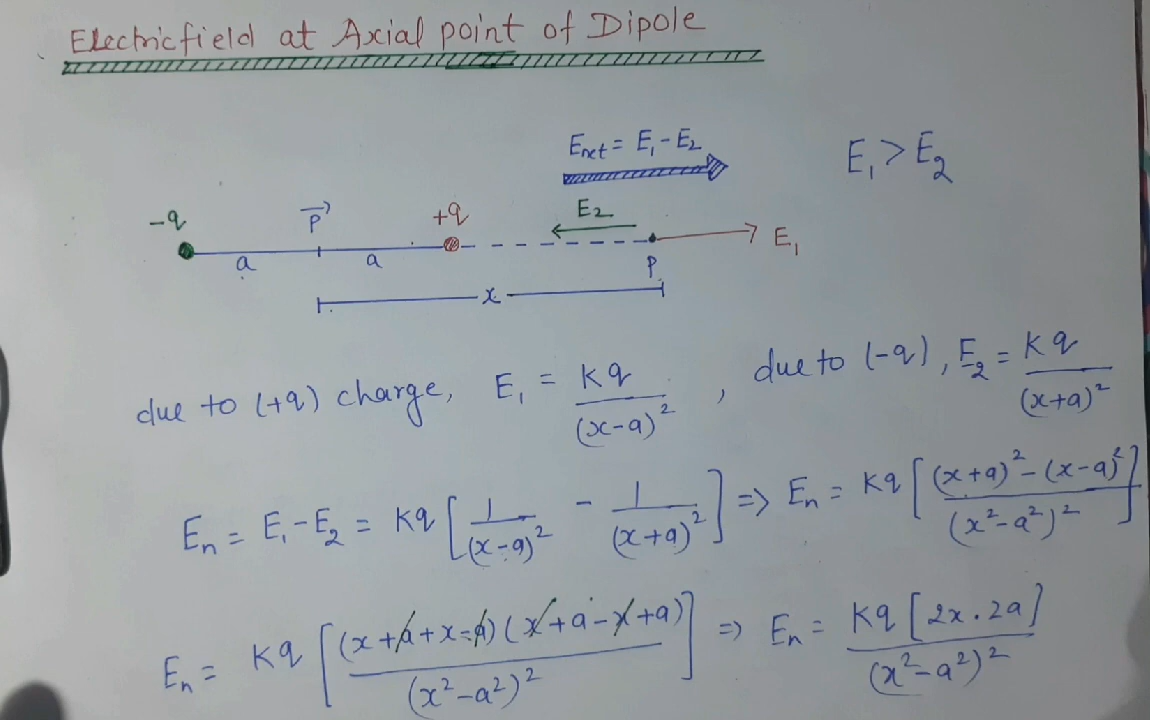 Electric field at Axial point of Dipole
Enet = E₁ - E₂
E₁ > E₂
-q p⃗ +q E₂
a a P E₁
x
due to (+q) charge, E₁ = Kq/(x-a)² , due to (-q), E₂ = Kq/(x+a)²
En = E₁ - E₂ = Kq [1/(x-a)² - 1/(x+a)²] => En = Kq [((x+a)² - (x-a)²)/(x²-a²)²]
En = Kq [((x+a+x-a)(x+a-x+a))/(x²-a²)²] => En = Kq [2x·2a]/(x²-a²)²